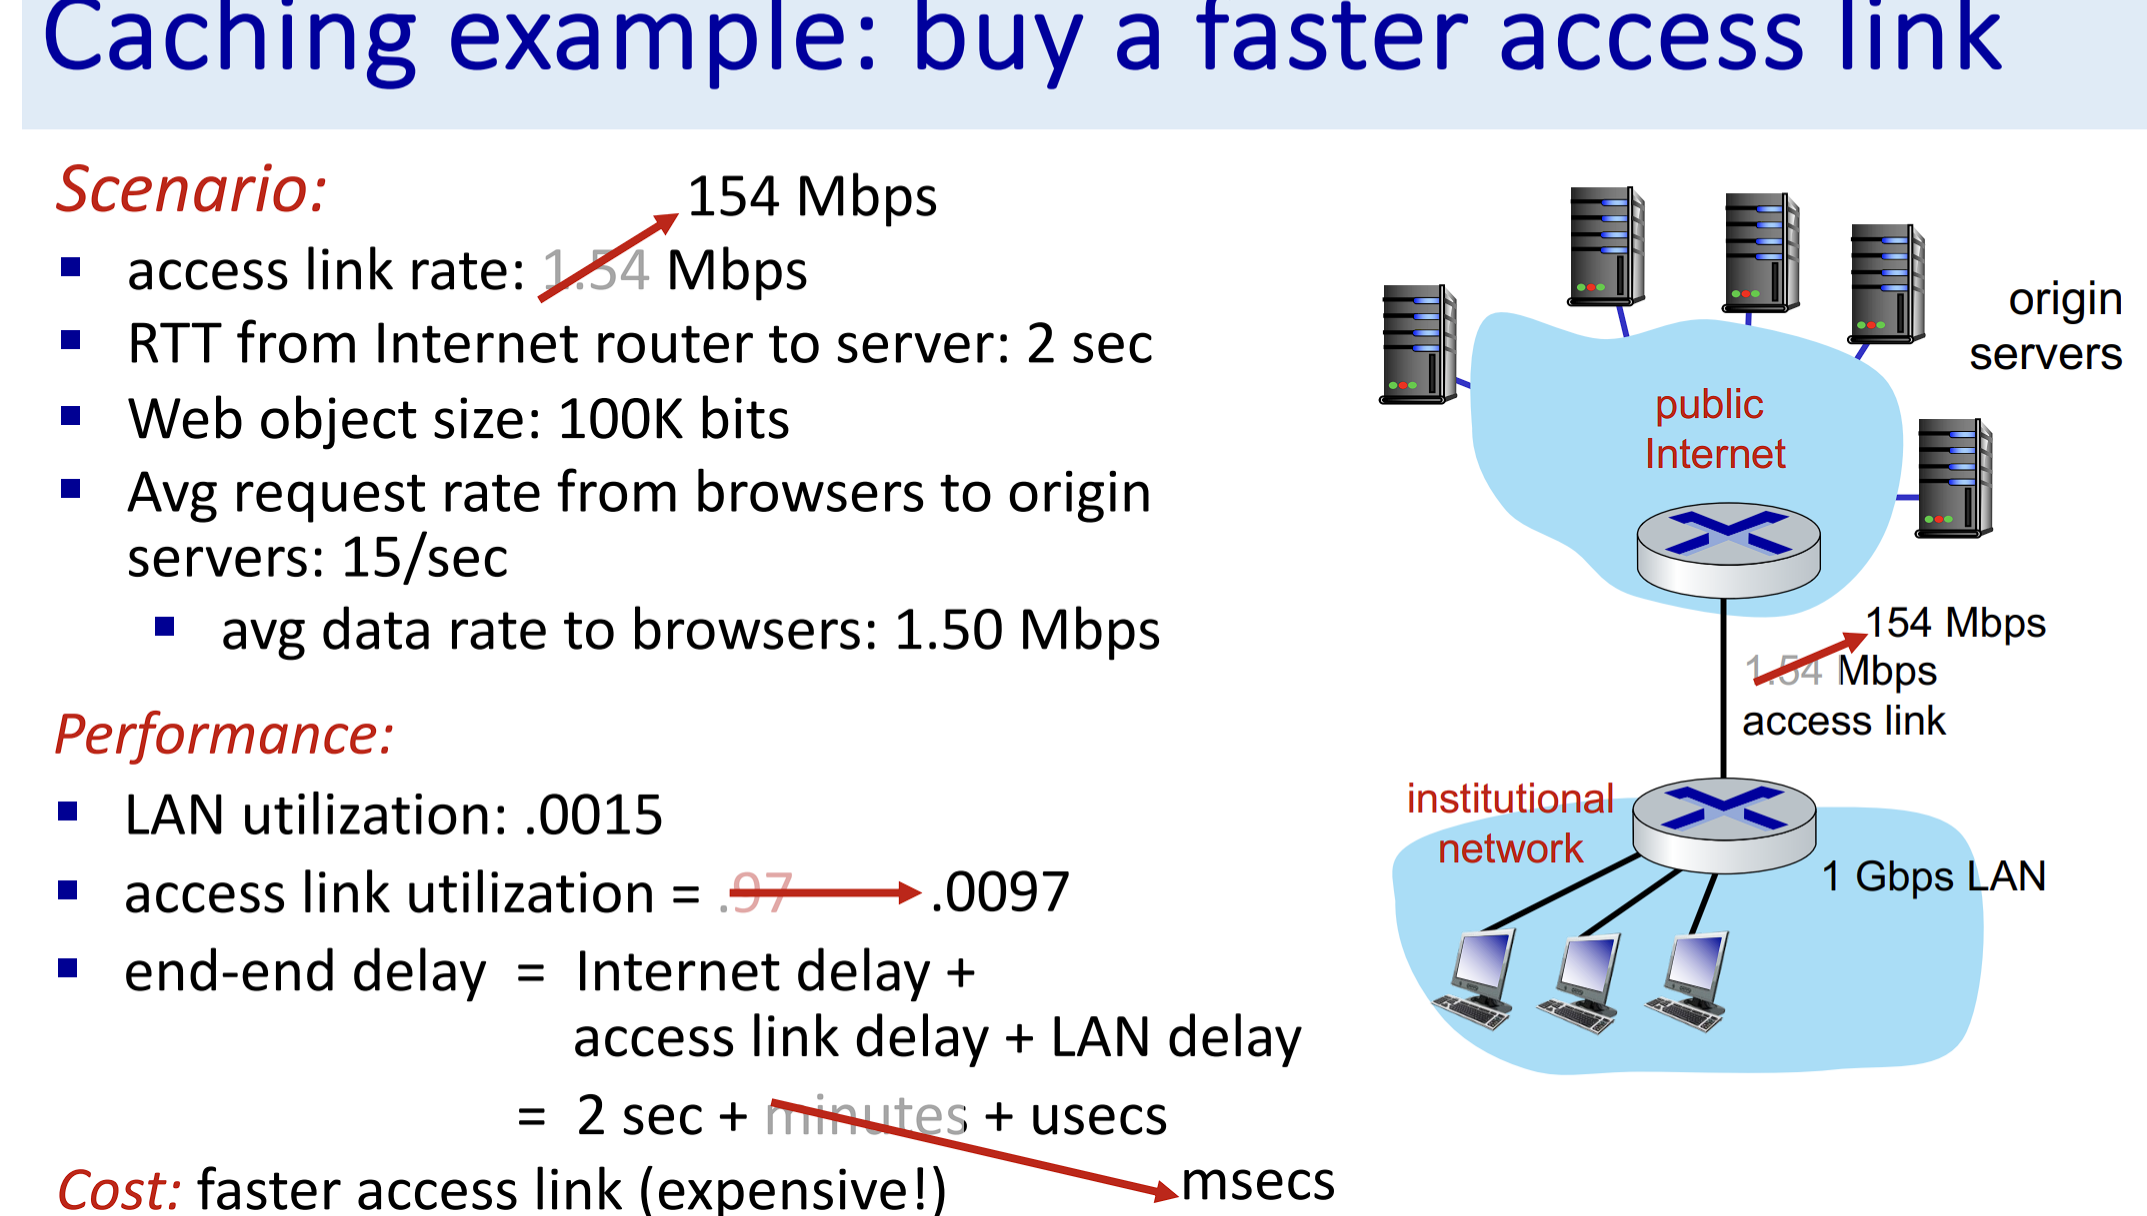 Caching example: buy a faster access link
Scenario:
154 Mbps
access link rate: 1.54 Mbps
RTT from Internet router to server: 2 sec
Web object size: 100K bits
Avg request rate from browsers to origin
servers: 15/sec
avg data rate to browsers: 1.50 Mbps
Performance:
LAN utilization: .0015
access link utilization = .97 .0097
end-end delay = Internet delay +
access link delay + LAN delay
= 2 sec + minutes + usecs
msecs
Cost: faster access link (expensive!)
origin
servers
public
Internet
154 Mbps
1.54 Mbps
access link
institutional
network
1 Gbps LAN